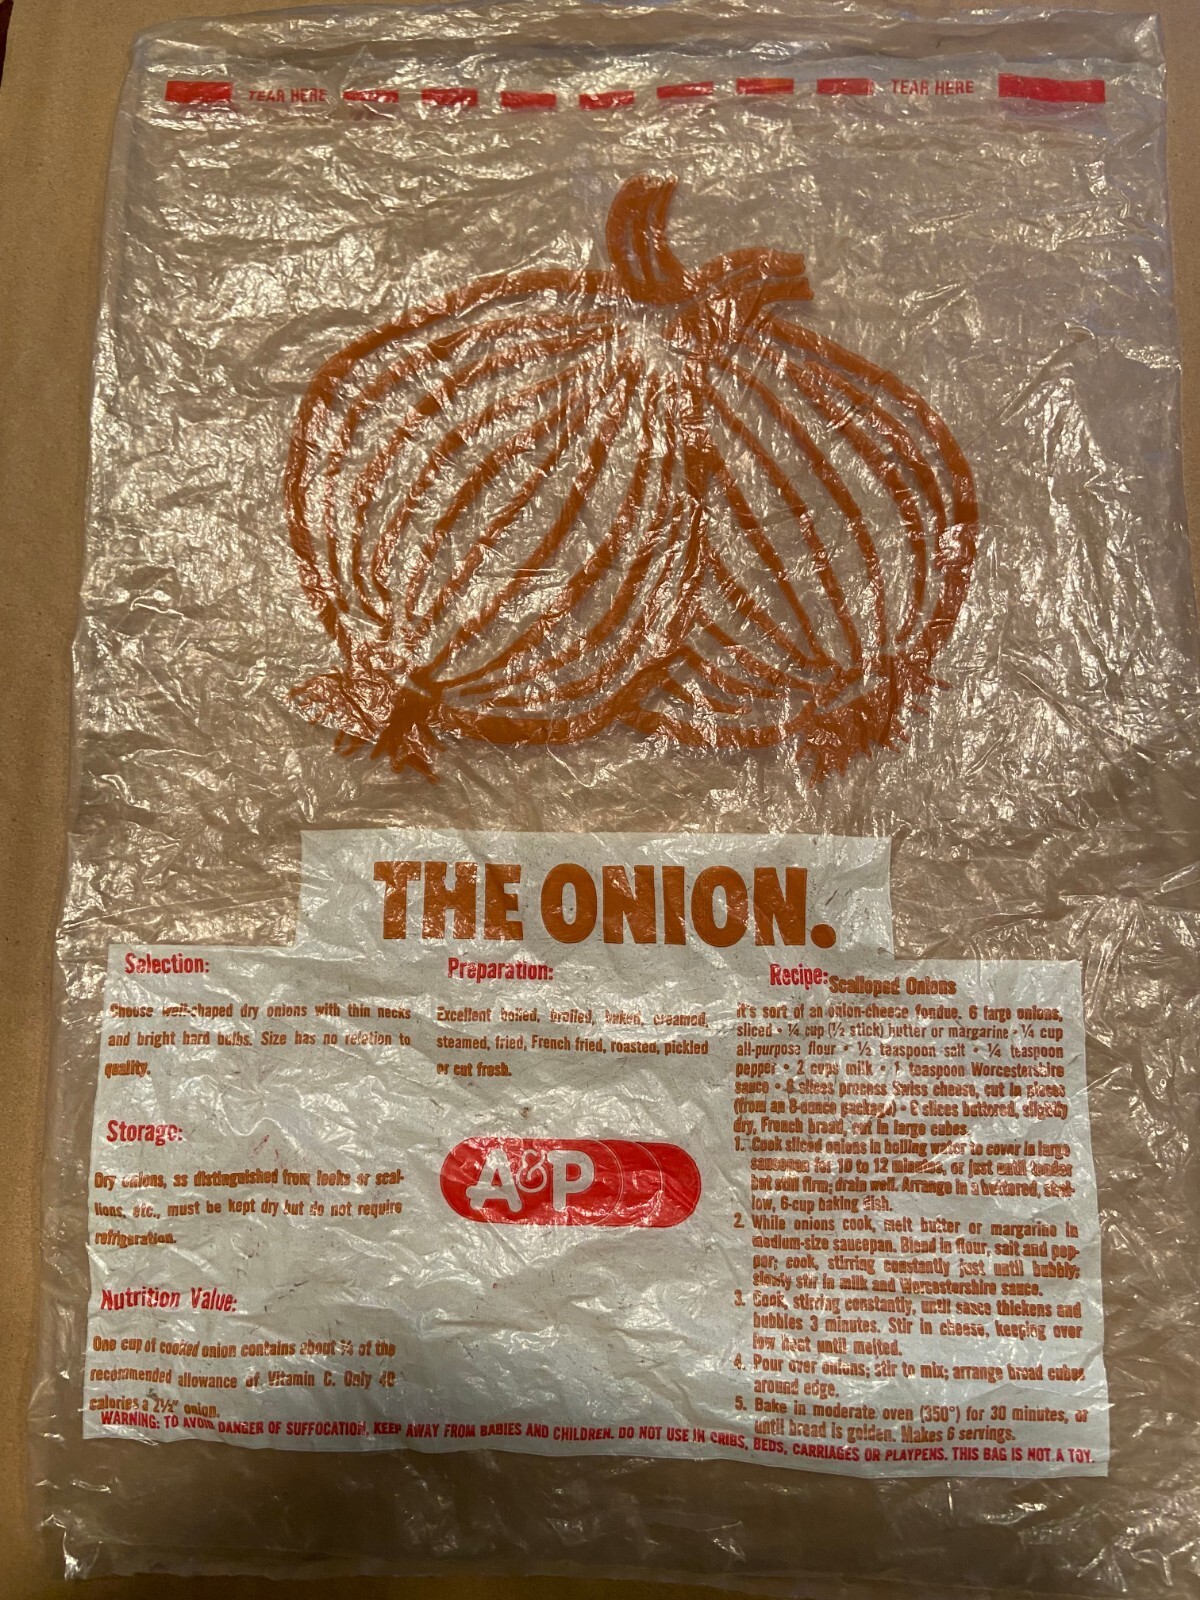 TEAR HERE TEAR HERE
THE ONION.
Selection:
Choose well-shaped dry onions with thin necks
and bright hard bulbs. Size has no relation to
quality.
Storage:
Dry onions, as distinguished from leeks or scal-
lions, etc., must be kept dry but do not require
refrigeration.
Nutrition Value:
One cup of cooked onion contains about ¼ of the
recommended allowance of Vitamin C. Only 40
calories a 2½" onion.
Preparation:
Excellent boiled, broiled, baked, creamed,
steamed, fried, French fried, roasted, pickled
or cut fresh.
A&P
Recipe: Scalloped Onions
It's sort of an onion-cheese fondue. 6 large onions,
sliced • ¼ cup (½ stick) butter or margarine • ¼ cup
all-purpose flour • ½ teaspoon salt • ¼ teaspoon
pepper • 2 cups milk • 1 teaspoon Worcestershire
sauce • 8 slices process Swiss cheese, cut in pieces
(from an 8-ounce package) • slices buttered, slightly
dry, French bread, cut in large cubes.
1. Cook sliced onions in boiling water to cover in large
saucepan for 10 to 12 minutes, or just until tender
but still firm; drain well. Arrange in a buttered, shal-
low, 6-cup baking dish.
2. While onions cook, melt butter or margarine in
medium-size saucepan. Blend in flour, salt and pep-
per; cook, stirring constantly just until bubbly;
slowly stir in milk and Worcestershire sauce.
3. Cook, stirring constantly, until sauce thickens and
bubbles 3 minutes. Stir in cheese, keeping over
low heat until melted.
4. Pour over onions; stir to mix; arrange bread cubes
around edge.
5. Bake in moderate oven (350°) for 30 minutes, or
until bread is golden. Makes 6 servings.
WARNING: TO AVOID DANGER OF SUFFOCATION, KEEP AWAY FROM BABIES AND CHILDREN. DO NOT USE IN CRIBS, BEDS, CARRIAGES OR PLAYPENS. THIS BAG IS NOT A TOY.